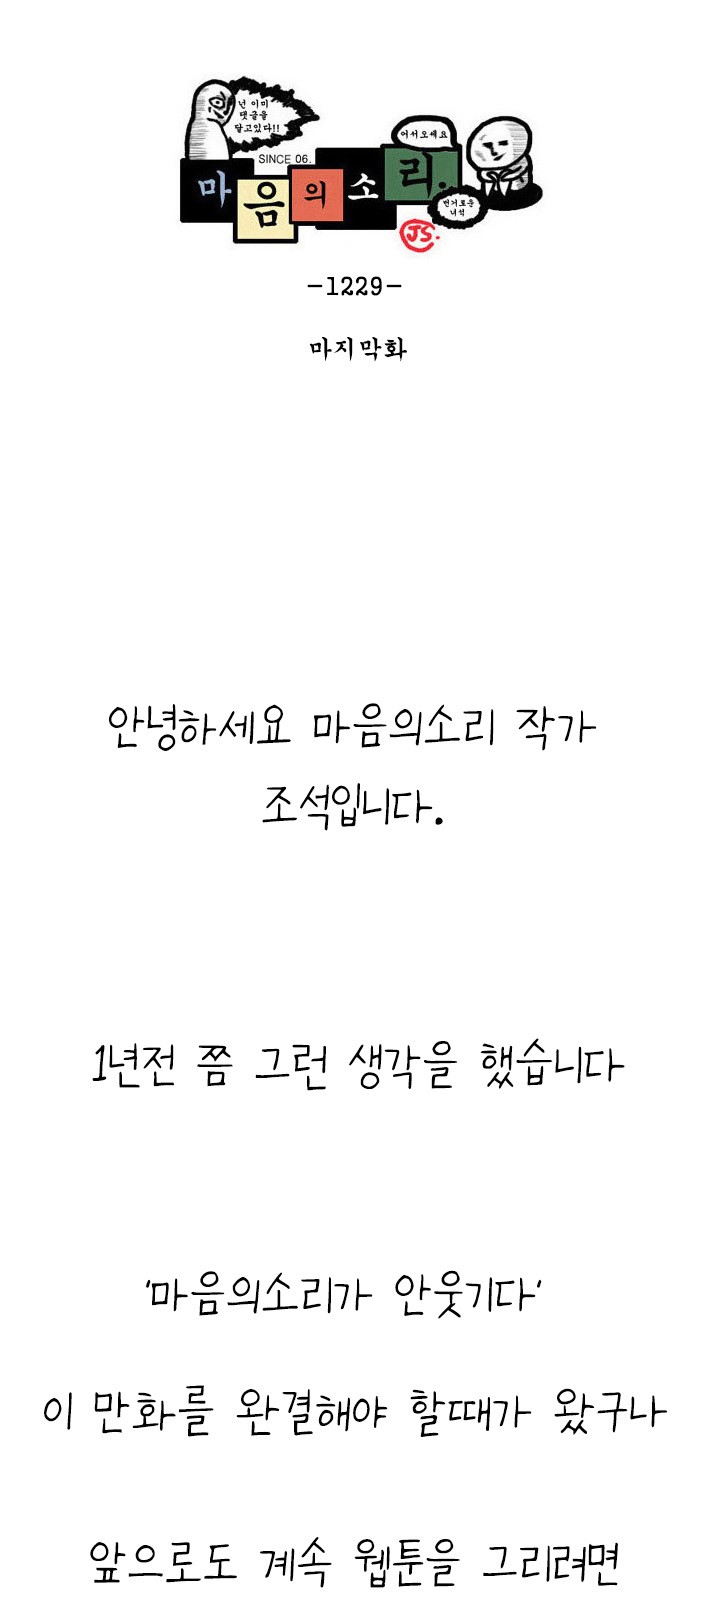 넌 이미
댓글을
달고있다!!
SINCE 06.
어서오세요
마음의소리.
번거로운
녀석
JS.
-1229-
마지막화
안녕하세요 마음의소리 작가
조석입니다.
1년전 쯤 그런 생각을 했습니다
'마음의소리가 안웃기다'
이 만화를 완결해야 할때가 왔구나
앞으로도 계속 웹툰을 그리려면